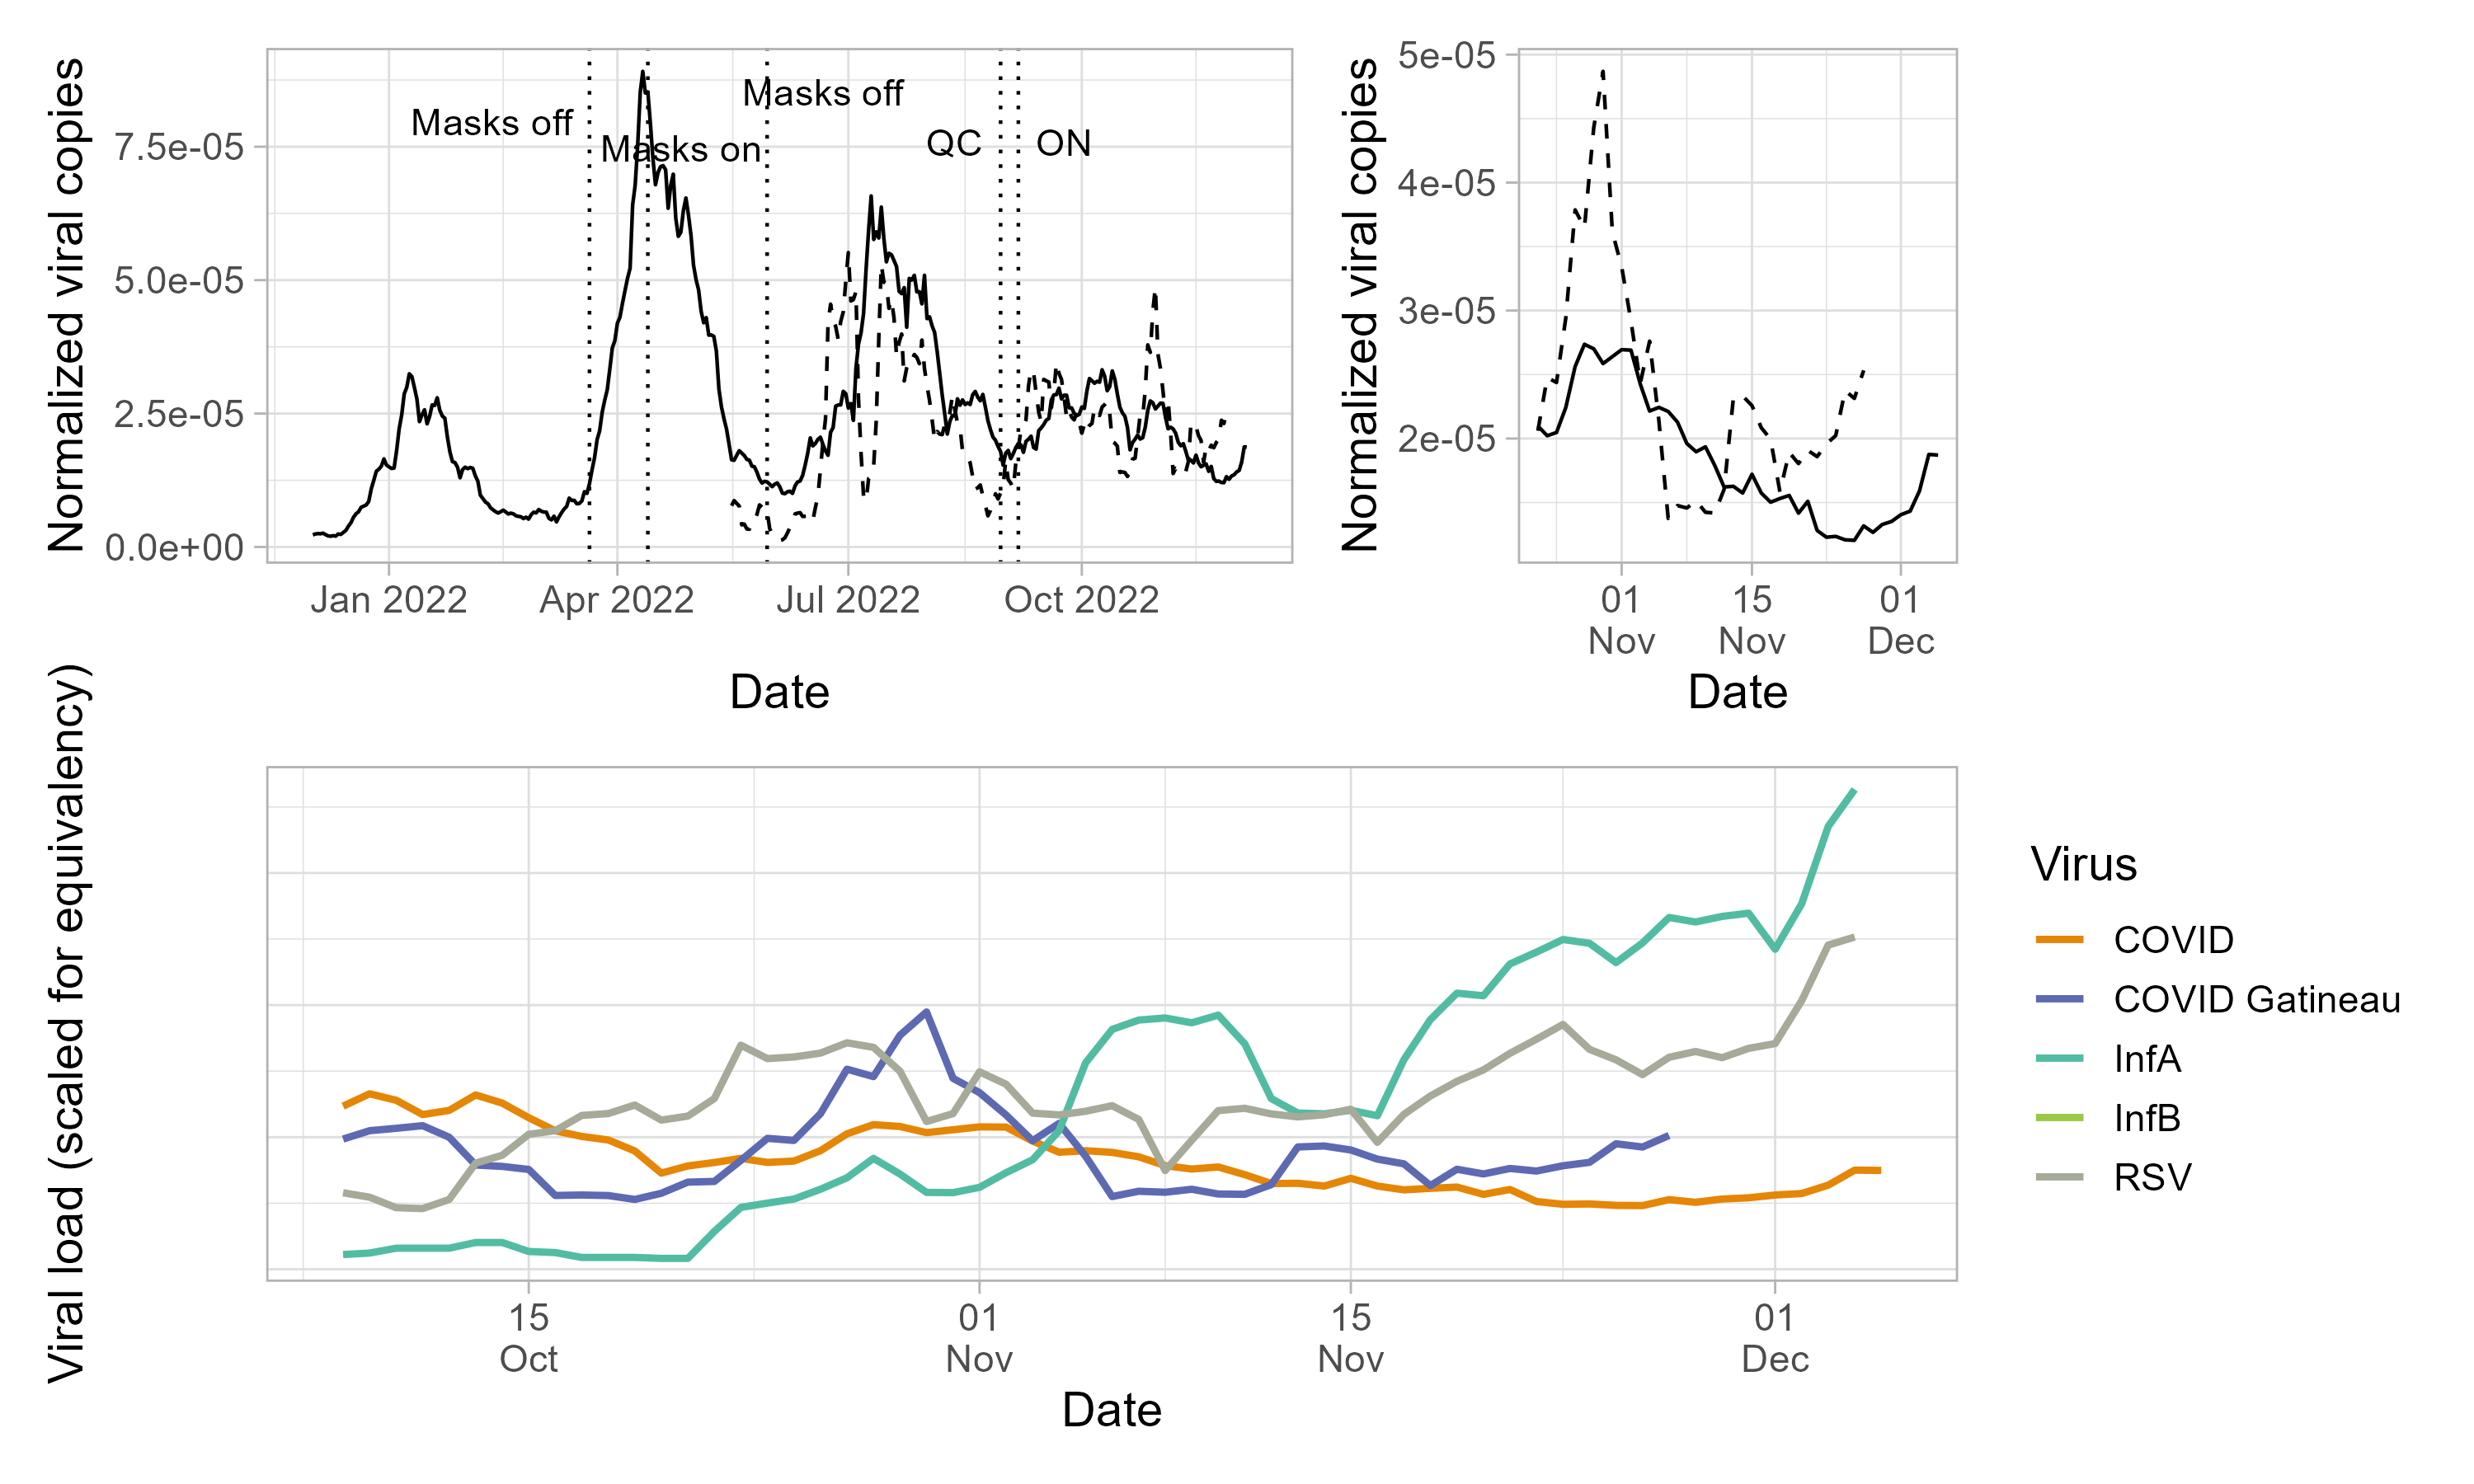 Normalized viral copies
7.5e-05
5.0e-05
2.5e-05
0.0e+00
Masks off
Masks on
Masks off
QC
ON
Jan 2022
Apr 2022
Jul 2022
Oct 2022
Date
Normalized viral copies
5e-05
4e-05
3e-05
2e-05
01
Nov
15
Nov
01
Dec
Date
Viral load (scaled for equivalency)
15
Oct
01
Nov
15
Nov
01
Dec
Date
Virus
COVID
COVID Gatineau
InfA
InfB
RSV